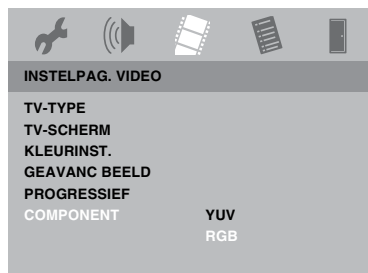 INSTELPAG. VIDEO
TV-TYPE
TV-SCHERM
KLEURINST.
GEAVANC BEELD
PROGRESSIEF
COMPONENT YUV
RGB